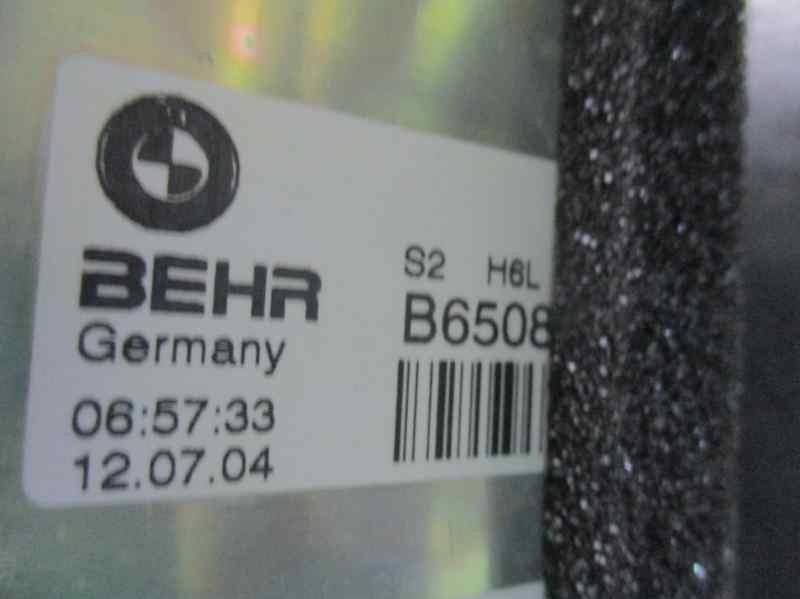 BEHR
Germany
06:57:33
12.07.04
S2 H6L
B6508